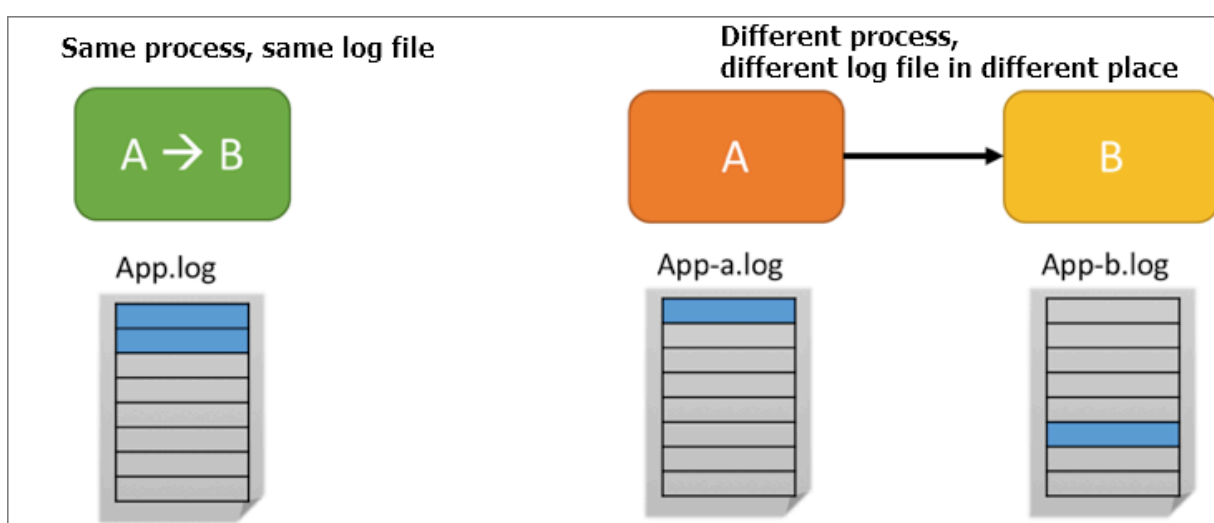 Same process, same log file
Different process,
different log file in different place
A → B
A
B
App.log
App-a.log
App-b.log